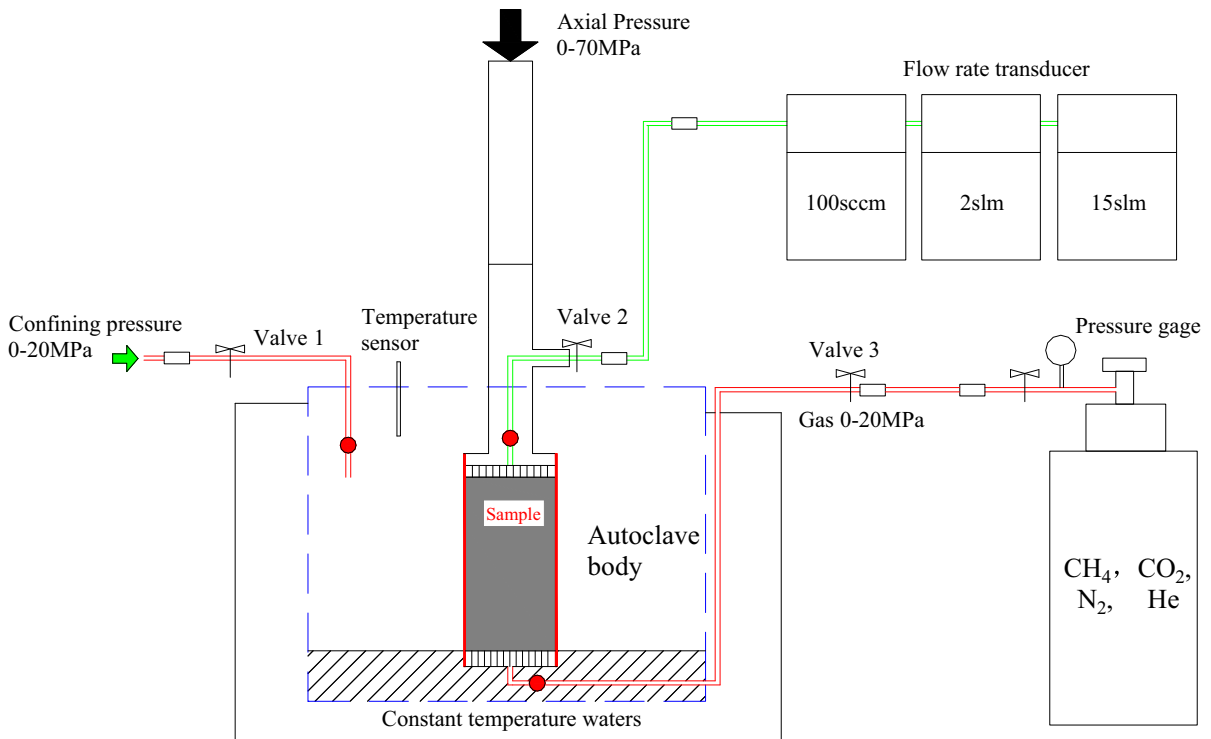 Axial Pressure
0-70MPa
Flow rate transducer
100sccm
2slm
15slm
Confining pressure
0-20MPa
Valve 1
Temperature
sensor
Valve 2
Valve 3
Pressure gage
Gas 0-20MPa
Sample
Autoclave
body
CH₄, CO₂,
N₂, He
Constant temperature waters